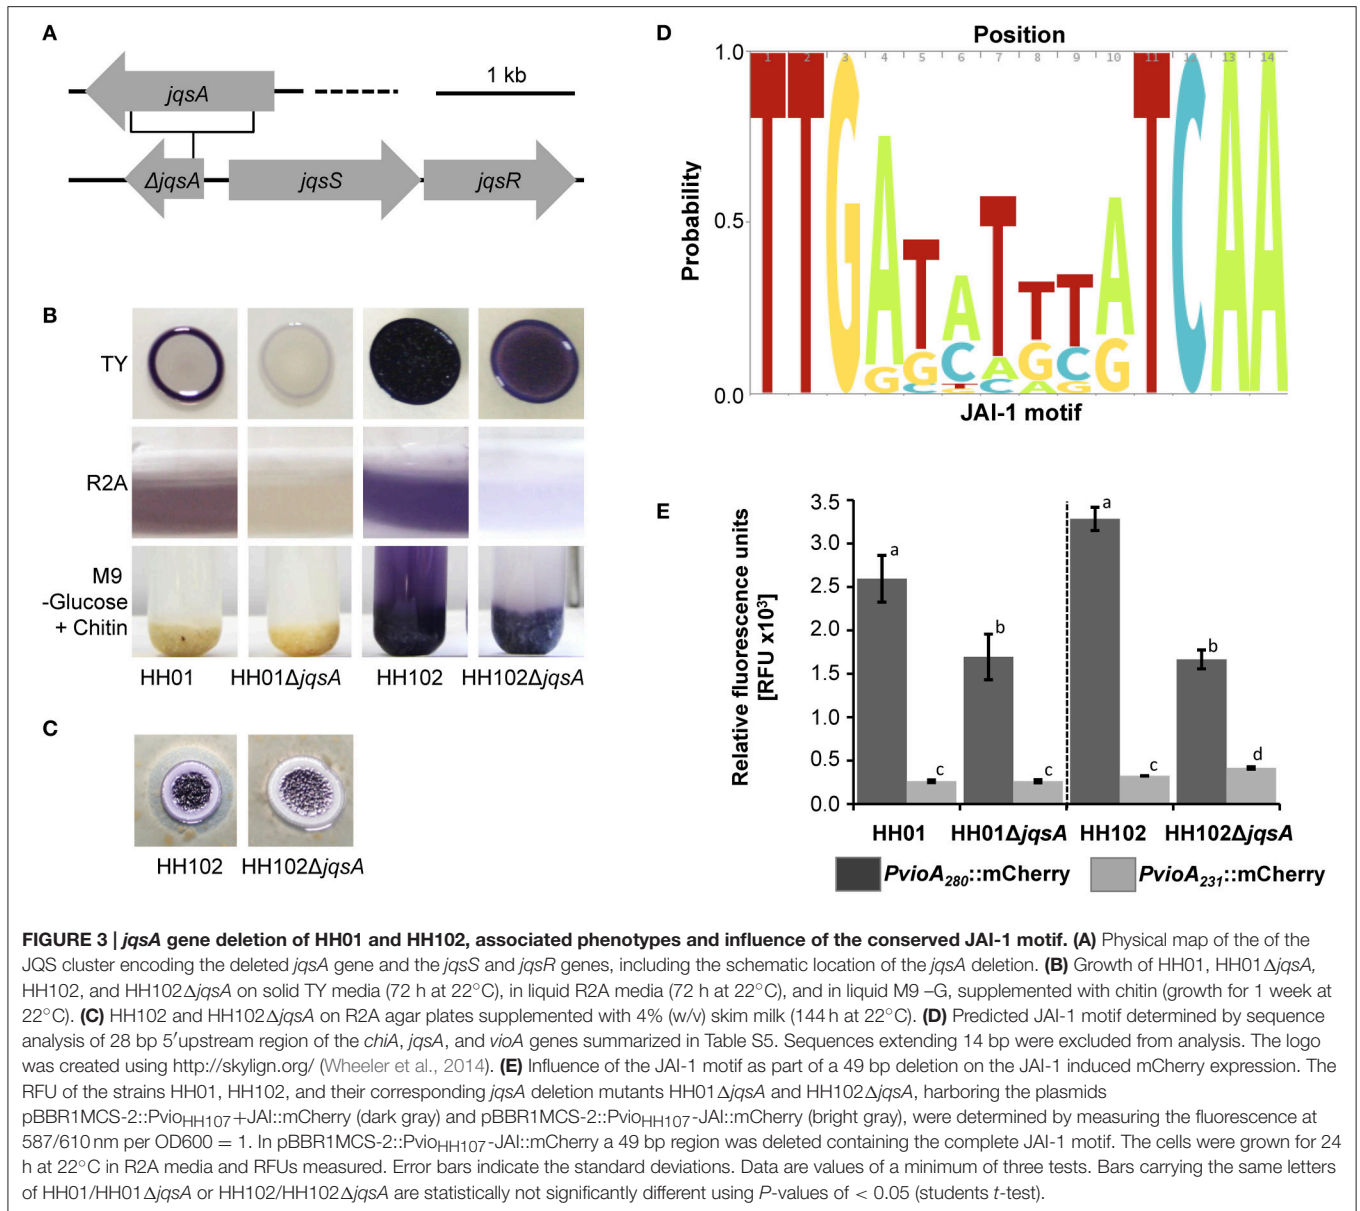 A
jqsA
1 kb
ΔjqsA
jqsS
jqsR
B
TY
R2A
M9
-Glucose
+ Chitin
HH01
HH01ΔjqsA
HH102
HH102ΔjqsA
C
HH102
HH102ΔjqsA
D
Position
1 2 3 4 5 6 7 8 9 10 11 12 13 14
Probability
1.0
0.5
0.0
JAI-1 motif
E
Relative fluorescence units
[RFU x10³]
3.5
3.0
2.5
2.0
1.5
1.0
0.5
0.0
a
c
b
c
a
c
b
d
HH01
HH01ΔjqsA
HH102
HH102ΔjqsA
PvioA₂₈₀::mCherry
PvioA₂₃₁::mCherry
FIGURE 3 | jqsA gene deletion of HH01 and HH102, associated phenotypes and influence of the conserved JAI-1 motif. (A) Physical map of the of the
JQS cluster encoding the deleted jqsA gene and the jqsS and jqsR genes, including the schematic location of the jqsA deletion. (B) Growth of HH01, HH01ΔjqsA,
HH102, and HH102ΔjqsA on solid TY media (72 h at 22°C), in liquid R2A media (72 h at 22°C), and in liquid M9 –G, supplemented with chitin (growth for 1 week at
22°C). (C) HH102 and HH102ΔjqsA on R2A agar plates supplemented with 4% (w/v) skim milk (144 h at 22°C). (D) Predicted JAI-1 motif determined by sequence
analysis of 28 bp 5′upstream region of the chiA, jqsA, and vioA genes summarized in Table S5. Sequences extending 14 bp were excluded from analysis. The logo
was created using http://skylign.org/ (Wheeler et al., 2014). (E) Influence of the JAI-1 motif as part of a 49 bp deletion on the JAI-1 induced mCherry expression. The
RFU of the strains HH01, HH102, and their corresponding jqsA deletion mutants HH01ΔjqsA and HH102ΔjqsA, harboring the plasmids
pBBR1MCS-2::Pvio_HH107+JAI::mCherry (dark gray) and pBBR1MCS-2::Pvio_HH107-JAI::mCherry (bright gray), were determined by measuring the fluorescence at
587/610 nm per OD600 = 1. In pBBR1MCS-2::Pvio_HH107-JAI::mCherry a 49 bp region was deleted containing the complete JAI-1 motif. The cells were grown for 24
h at 22°C in R2A media and RFUs measured. Error bars indicate the standard deviations. Data are values of a minimum of three tests. Bars carrying the same letters
of HH01/HH01ΔjqsA or HH102/HH102ΔjqsA are statistically not significantly different using P-values of < 0.05 (students t-test).